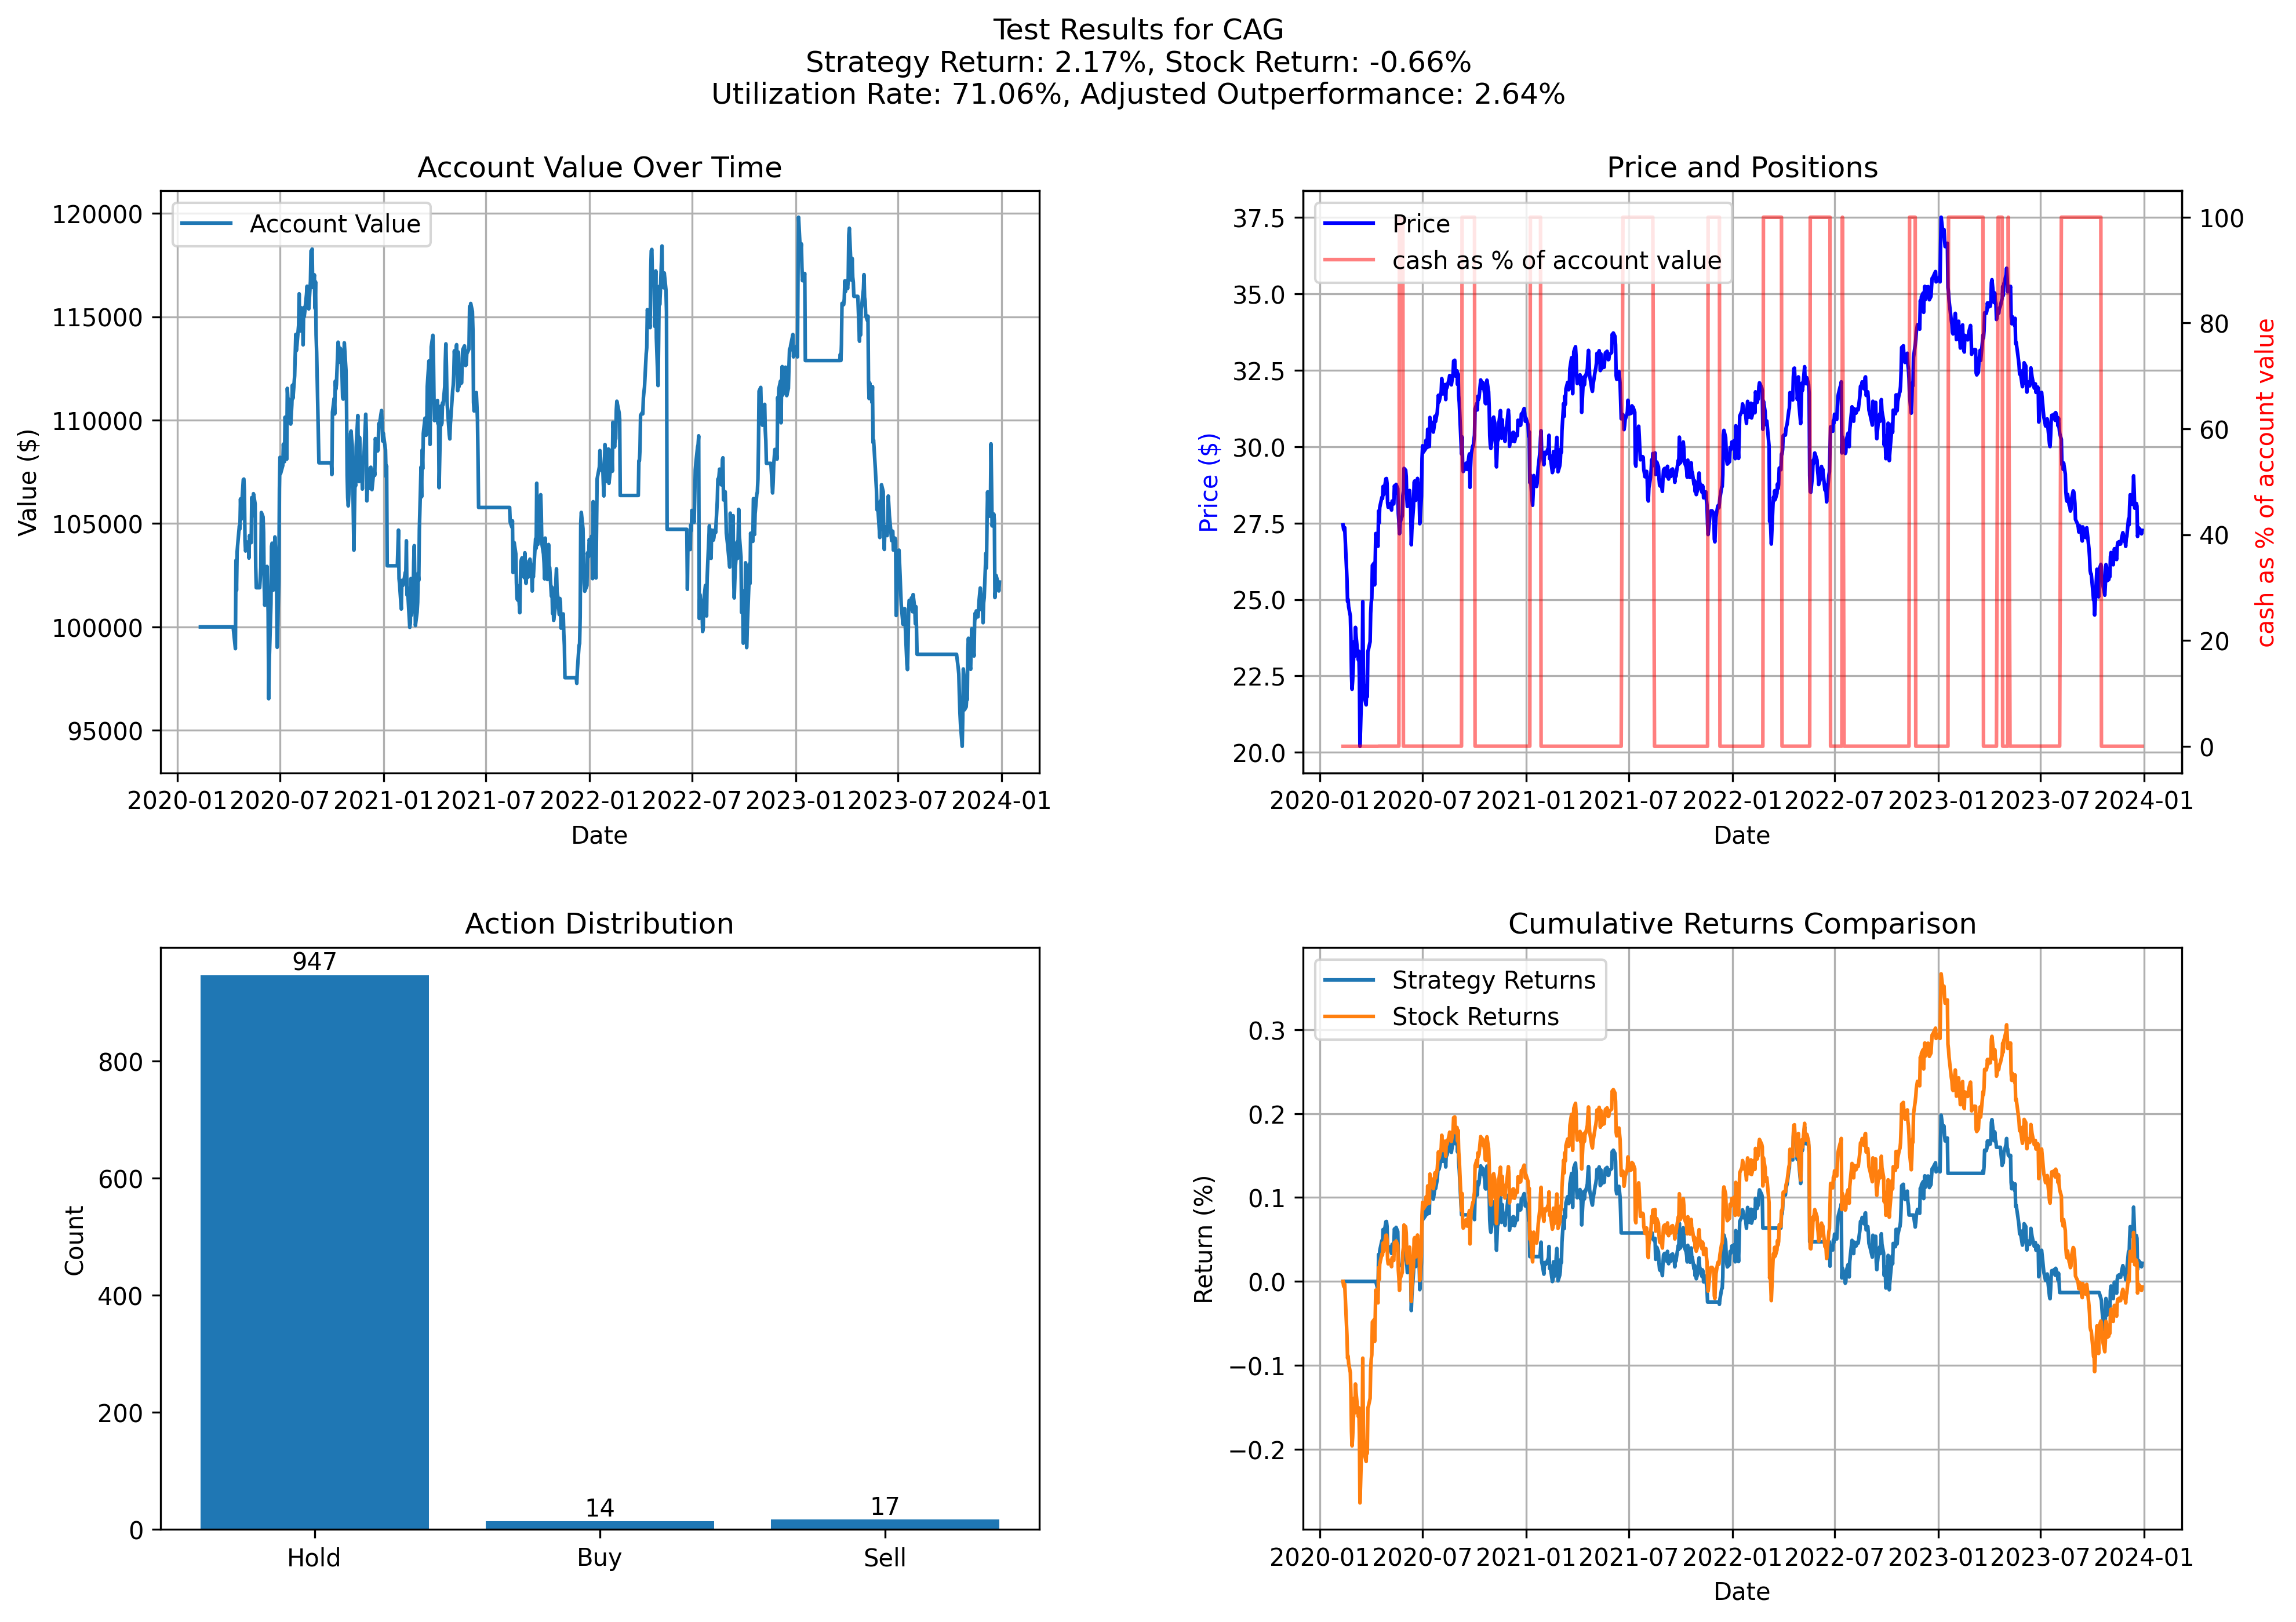 Test Results for CAG
Strategy Return: 2.17%, Stock Return: -0.66%
Utilization Rate: 71.06%, Adjusted Outperformance: 2.64%
Account Value Over Time
Account Value
120000
115000
110000
105000
100000
95000
Value ($)
2020-01 2020-07 2021-01 2021-07 2022-01 2022-07 2023-01 2023-07 2024-01
Date
Price and Positions
Price
cash as % of account value
37.5
35.0
32.5
30.0
27.5
25.0
22.5
20.0
Price ($)
100
80
60
40
20
0
cash as % of account value
2020-01 2020-07 2021-01 2021-07 2022-01 2022-07 2023-01 2023-07 2024-01
Date
Action Distribution
947
14
17
800
600
400
200
0
Count
Hold Buy Sell
Cumulative Returns Comparison
Strategy Returns
Stock Returns
0.3
0.2
0.1
0.0
−0.1
−0.2
Return (%)
2020-01 2020-07 2021-01 2021-07 2022-01 2022-07 2023-01 2023-07 2024-01
Date